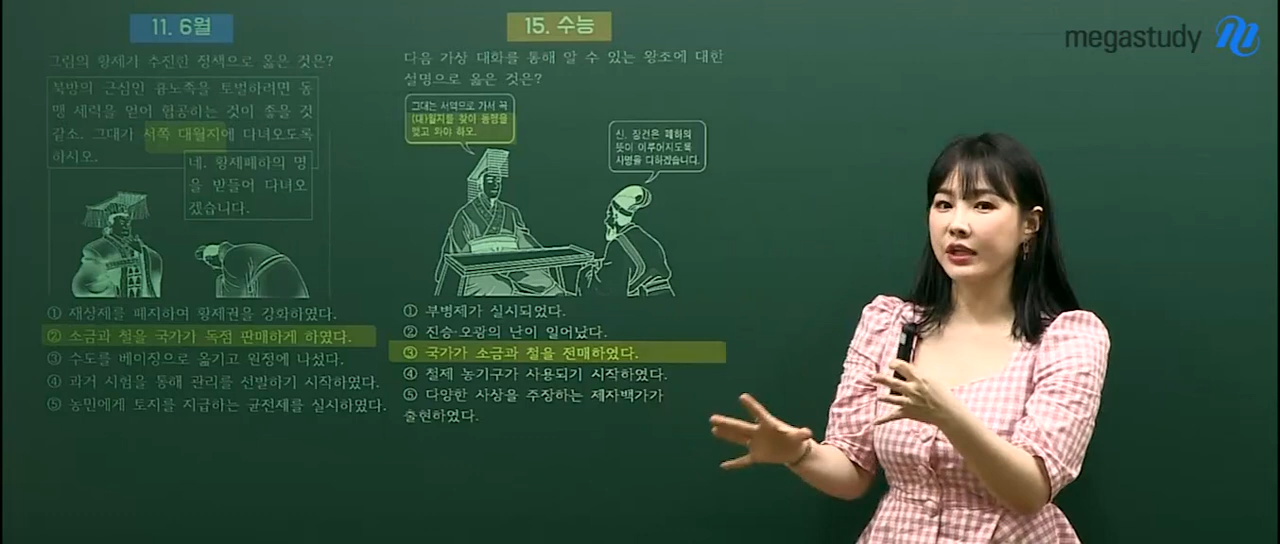 11. 6월
그림의 황제가 추진한 정책으로 옳은 것은?
북방의 근심인 흉노족을 토벌하려면 동
맹 세력을 얻어 협공하는 것이 좋을 것
같소. 그대가 서쪽 대월지에 다녀오도록
하시오.
네. 황제폐하의 명
을 받들어 다녀오
겠습니다.
① 재상제를 폐지하여 황제권을 강화하였다.
② 소금과 철을 국가가 독점 판매하게 하였다.
③ 수도를 베이징으로 옮기고 원정에 나섰다.
④ 과거 시험을 통해 관리를 선발하기 시작하였다.
⑤ 농민에게 토지를 지급하는 균전제를 실시하였다.
15. 수능
다음 가상 대화를 통해 알 수 있는 왕조에 대한
설명으로 옳은 것은?
그대는 서역으로 가서 꼭
(대)월지를 찾아 동맹을
맺고 와야 하오.
신, 장건은 폐하의
뜻이 이루어지도록
사명을 다하겠습니다.
① 부병제가 실시되었다.
② 진승·오광의 난이 일어났다.
③ 국가가 소금과 철을 전매하였다.
④ 철제 농기구가 사용되기 시작하였다.
⑤ 다양한 사상을 주장하는 제자백가가
출현하였다.
megastudy